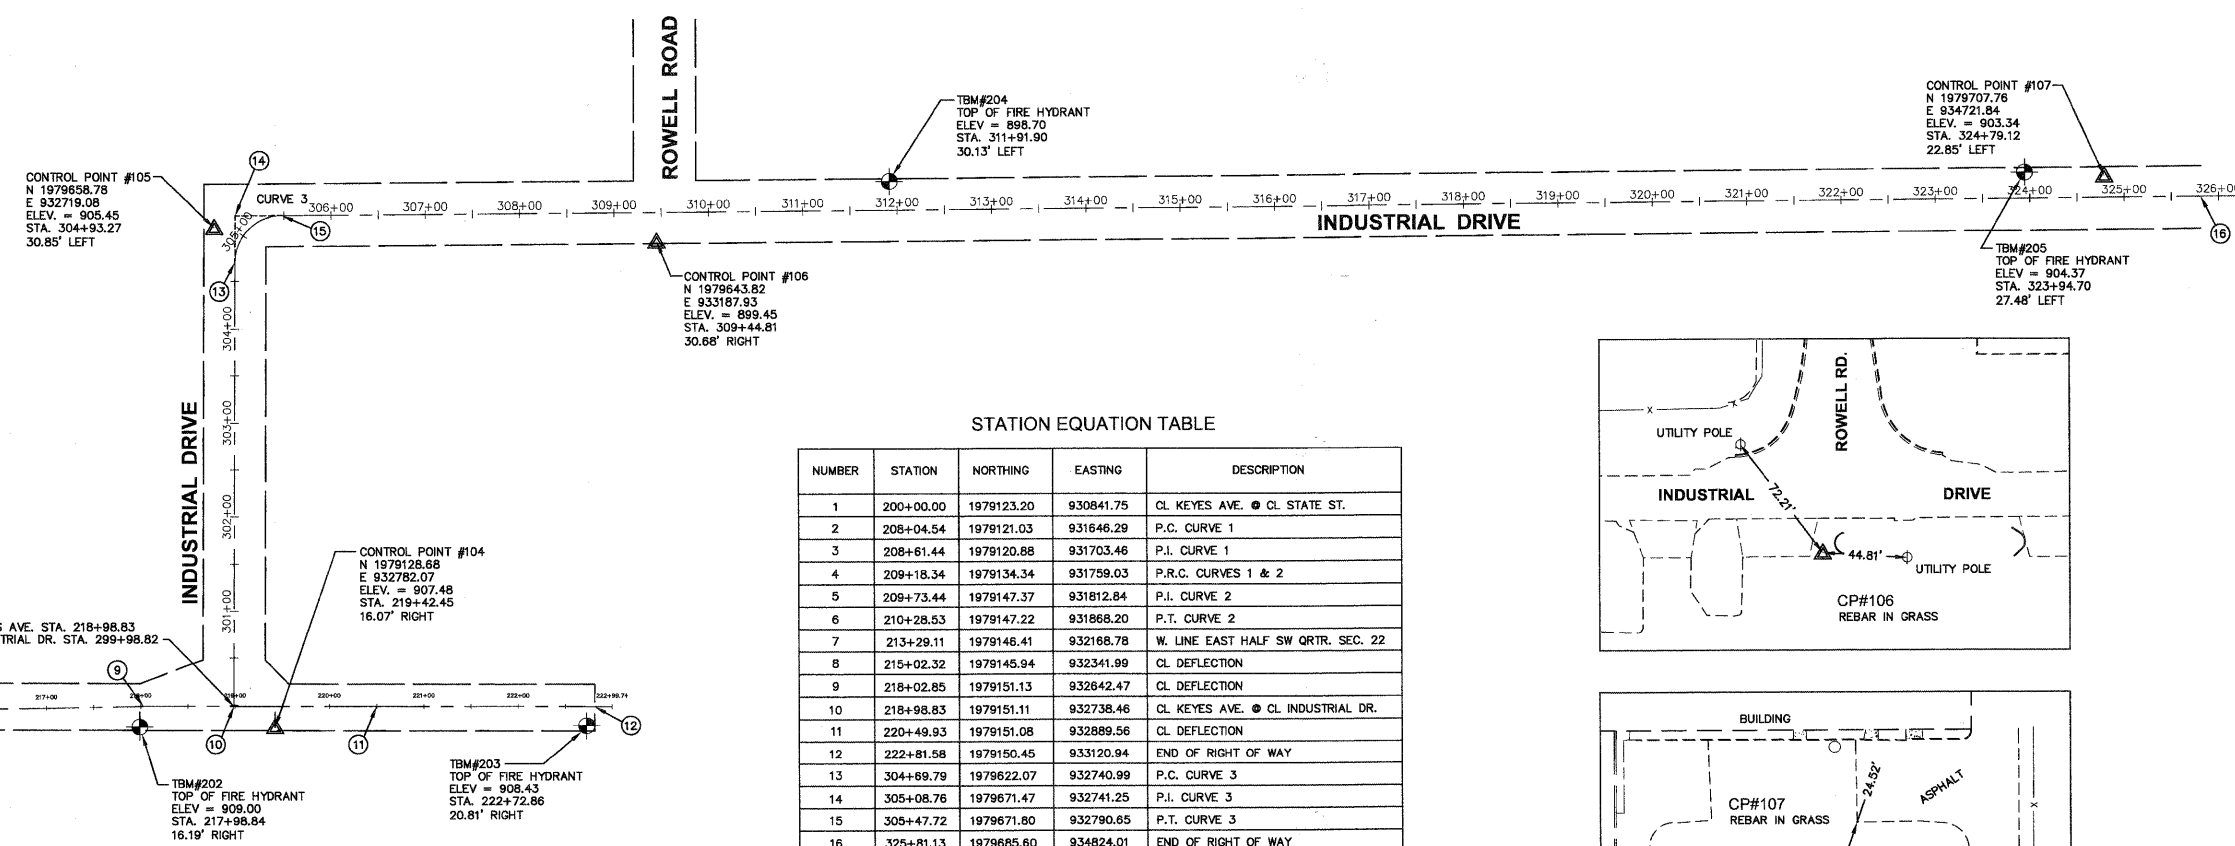 ROWELL ROAD
TBM#204
TOP OF FIRE HYDRANT
ELEV = 898.70
STA. 311+91.90
30.13' LEFT
CONTROL POINT #107
N 1979707.76
E 934721.84
ELEV. = 903.34
STA. 324+79.12
22.85' LEFT
14
CONTROL POINT #105
N 1979658.78
E 932719.08
ELEV. = 905.45
STA. 304+93.27
30.85' LEFT
CURVE 3
305+00
306+00
307+00
308+00
309+00
310+00
311+00
312+00
313+00
314+00
315+00
316+00
317+00
318+00
319+00
320+00
321+00
322+00
323+00
324+00
325+00
INDUSTRIAL DRIVE
15
16
13
CONTROL POINT #106
N 1979643.82
E 933187.93
ELEV. = 899.45
STA. 309+44.81
30.68' RIGHT
TBM#205
TOP OF FIRE HYDRANT
ELEV = 904.37
STA. 323+94.70
27.48' LEFT
304+00
303+00
302+00
301+00
INDUSTRIAL DRIVE
CONTROL POINT #104
N 1979128.68
E 932782.07
ELEV. = 907.48
STA. 219+42.45
16.07' RIGHT
AVE. STA. 218+98.83
TRIAL DR. STA. 299+98.82
9
217+00
220+00
221+00
222+00
222+99.74
10
11
12
TBM#202
TOP OF FIRE HYDRANT
ELEV = 909.00
STA. 217+98.84
16.19' RIGHT
TBM#203
TOP OF FIRE HYDRANT
ELEV = 908.43
STA. 222+72.86
20.81' RIGHT
STATION EQUATION TABLE
NUMBER STATION NORTHING EASTING DESCRIPTION
1 200+00.00 1979123.20 930841.75 CL KEYES AVE. @ CL STATE ST.
2 208+04.54 1979121.03 931646.29 P.C. CURVE 1
3 208+61.44 1979120.88 931703.46 P.I. CURVE 1
4 209+18.34 1979134.34 931759.03 P.R.C. CURVES 1 & 2
5 209+73.44 1979147.37 931812.84 P.I. CURVE 2
6 210+28.53 1979147.22 931868.20 P.T. CURVE 2
7 213+29.11 1979146.41 932168.78 W. LINE EAST HALF SW QRTR. SEC. 22
8 215+02.32 1979145.94 932341.99 CL DEFLECTION
9 218+02.85 1979151.13 932642.47 CL DEFLECTION
10 218+98.83 1979151.11 932738.46 CL KEYES AVE. @ CL INDUSTRIAL DR.
11 220+49.93 1979151.08 932889.56 CL DEFLECTION
12 222+81.58 1979150.45 933120.94 END OF RIGHT OF WAY
13 304+69.79 1979622.07 932740.99 P.C. CURVE 3
14 305+08.76 1979671.47 932741.25 P.I. CURVE 3
15 305+47.72 1979671.80 932790.65 P.T. CURVE 3
16 325+81.13 1979685.60 934824.01 END OF RIGHT OF WAY
ROWELL RD.
UTILITY POLE
INDUSTRIAL DRIVE
72.21'
44.81'
UTILITY POLE
CP#106
REBAR IN GRASS
BUILDING
24.52'
ASPHALT
CP#107
REBAR IN GRASS